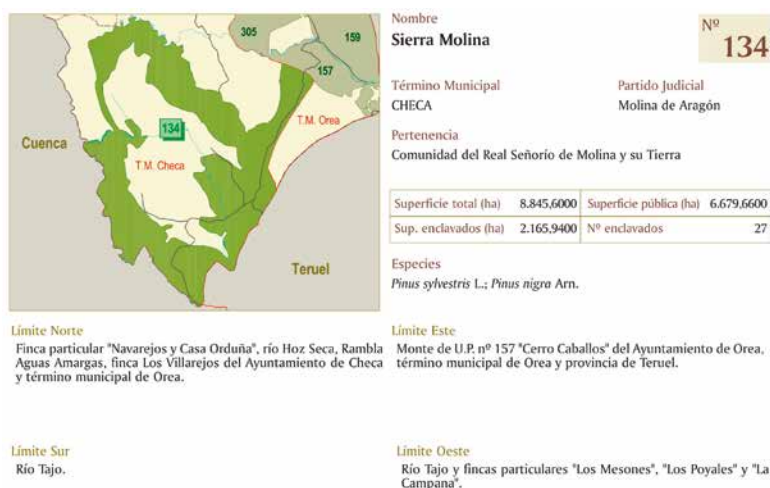 305
159
157
134
T.M. Orea
Cuenca
T.M. Checa
Teruel
Nombre
Sierra Molina
Nº
134
Término Municipal
CHECA
Partido Judicial
Molina de Aragón
Pertenencia
Comunidad del Real Señorío de Molina y su Tierra
Superficie total (ha) 8.845,6000 Superficie pública (ha) 6.679,6600
Sup. enclavados (ha) 2.165,9400 Nº enclavados 27
Especies
Pinus sylvestris L.; Pinus nigra Arn.
Límite Norte
Finca particular "Navarejos y Casa Orduña", río Hoz Seca, Rambla
Aguas Amargas, finca Los Villarejos del Ayuntamiento de Checa
y término municipal de Orea.
Límite Este
Monte de U.P. nº 157 "Cerro Caballos" del Ayuntamiento de Orea,
término municipal de Orea y provincia de Teruel.
Límite Sur
Río Tajo.
Límite Oeste
Río Tajo y fincas particulares "Los Mesones", "Los Poyales" y "La
Campana".